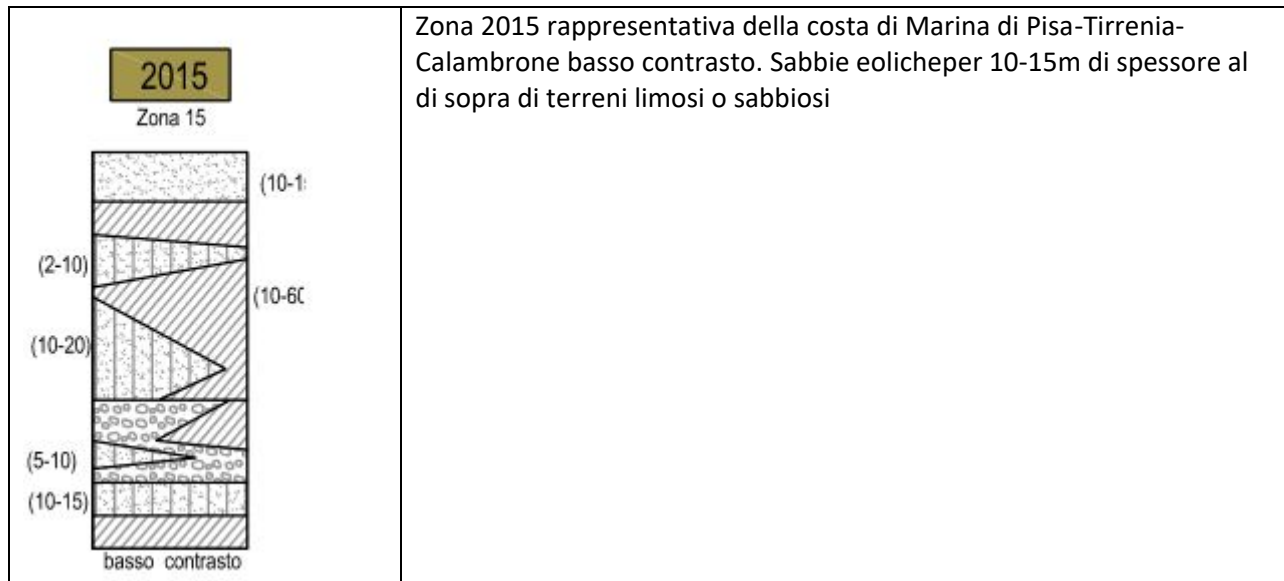 2015
Zona 15
(10-1
(2-10)
(10-60
(10-20)
(5-10)
(10-15)
basso contrasto
Zona 2015 rappresentativa della costa di Marina di Pisa-Tirrenia-
Calambrone basso contrasto. Sabbie eolicheper 10-15m di spessore al
di sopra di terreni limosi o sabbiosi